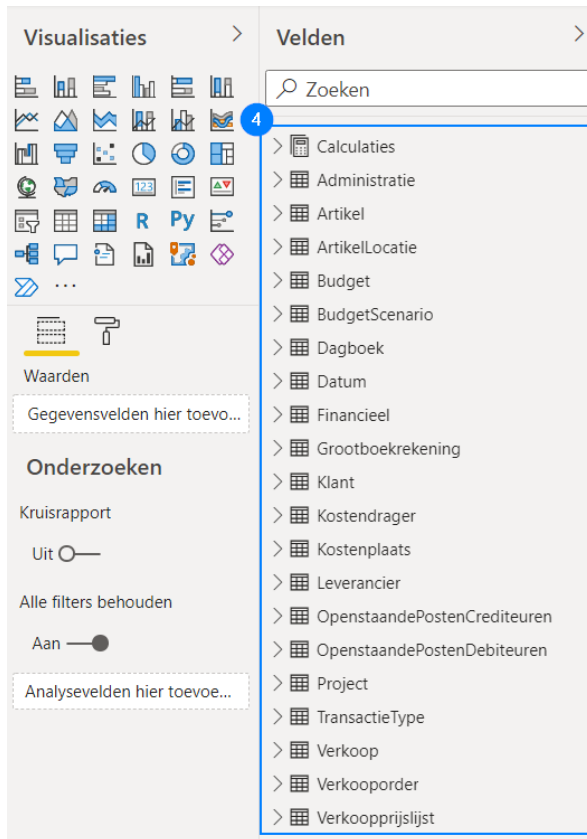 Visualisaties
123
R
Py
...
Waarden
Gegevensvelden hier toevo...
Onderzoeken
Kruisrapport
Uit
Alle filters behouden
Aan
Analysevelden hier toevoe...
Velden
Zoeken
4
Calculaties
Administratie
Artikel
ArtikelLocatie
Budget
BudgetScenario
Dagboek
Datum
Financieel
Grootboekrekening
Klant
Kostendrager
Kostenplaats
Leverancier
OpenstaandePostenCrediteuren
OpenstaandePostenDebiteuren
Project
TransactieType
Verkoop
Verkooporder
Verkoopprijslijst